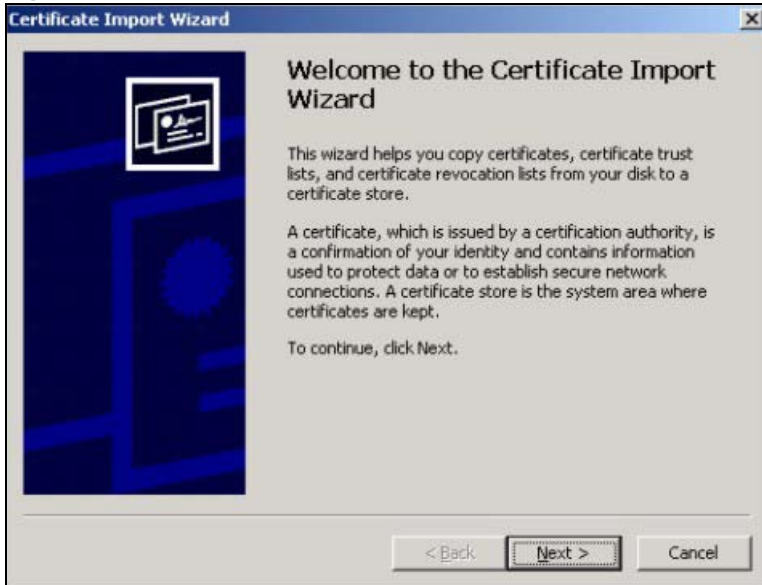 Certificate Import Wizard
Welcome to the Certificate Import
Wizard
This wizard helps you copy certificates, certificate trust
lists, and certificate revocation lists from your disk to a
certificate store.
A certificate, which is issued by a certification authority, is
a confirmation of your identity and contains information
used to protect data or to establish secure network
connections. A certificate store is the system area where
certificates are kept.
To continue, click Next.
< Back Next > Cancel